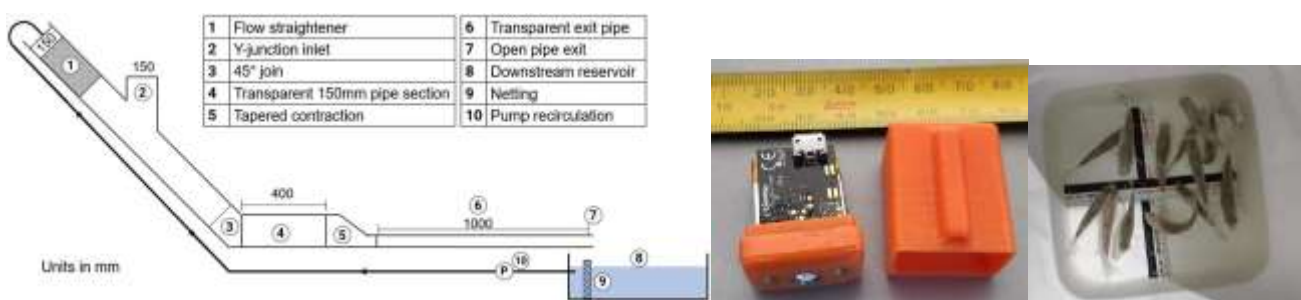 1 Flow straightener 6 Transparent exit pipe
2 Y-junction inlet 7 Open pipe exit
3 45° join 8 Downstream reservoir
4 Transparent 150mm pipe section 9 Netting
5 Tapered contraction 10 Pump recirculation
150
1
150
2
400
6
1000
7
3
4
5
10
P
8
9
Units in mm